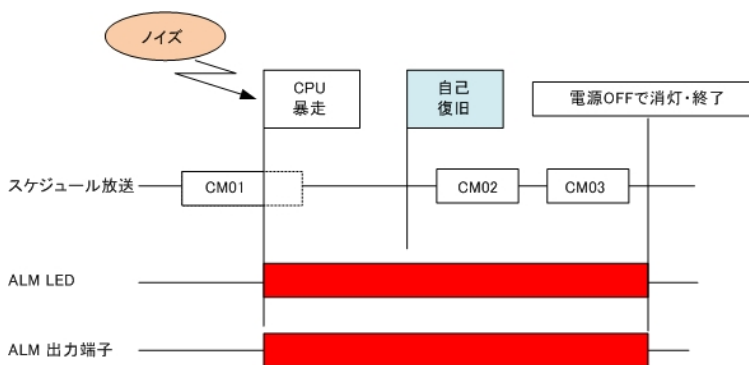 ノイズ
CPU
暴走
自己
復旧
電源OFFで消灯・終了
スケジュール放送
CM01
CM02
CM03
ALM LED
ALM 出力端子